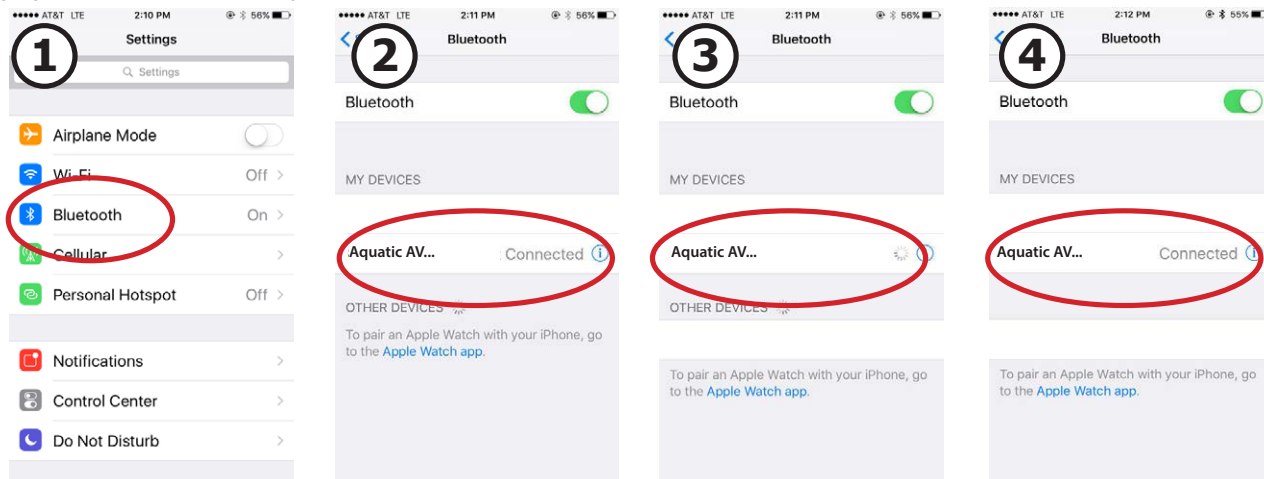 AT&T LTE 2:10 PM 56%
1
Settings
Settings
Airplane Mode
Wi-Fi Off
Bluetooth On
Cellular
Personal Hotspot Off
Notifications
Control Center
Do Not Disturb
AT&T LTE 2:11 PM 56%
2
Bluetooth
Bluetooth
MY DEVICES
Aquatic AV... Connected
OTHER DEVICES
To pair an Apple Watch with your iPhone, go
to the Apple Watch app.
AT&T LTE 2:11 PM 56%
3
Bluetooth
Bluetooth
MY DEVICES
Aquatic AV...
OTHER DEVICES
To pair an Apple Watch with your iPhone, go
to the Apple Watch app.
AT&T LTE 2:12 PM 55%
4
Bluetooth
Bluetooth
MY DEVICES
Aquatic AV... Connected
To pair an Apple Watch with your iPhone, go
to the Apple Watch app.